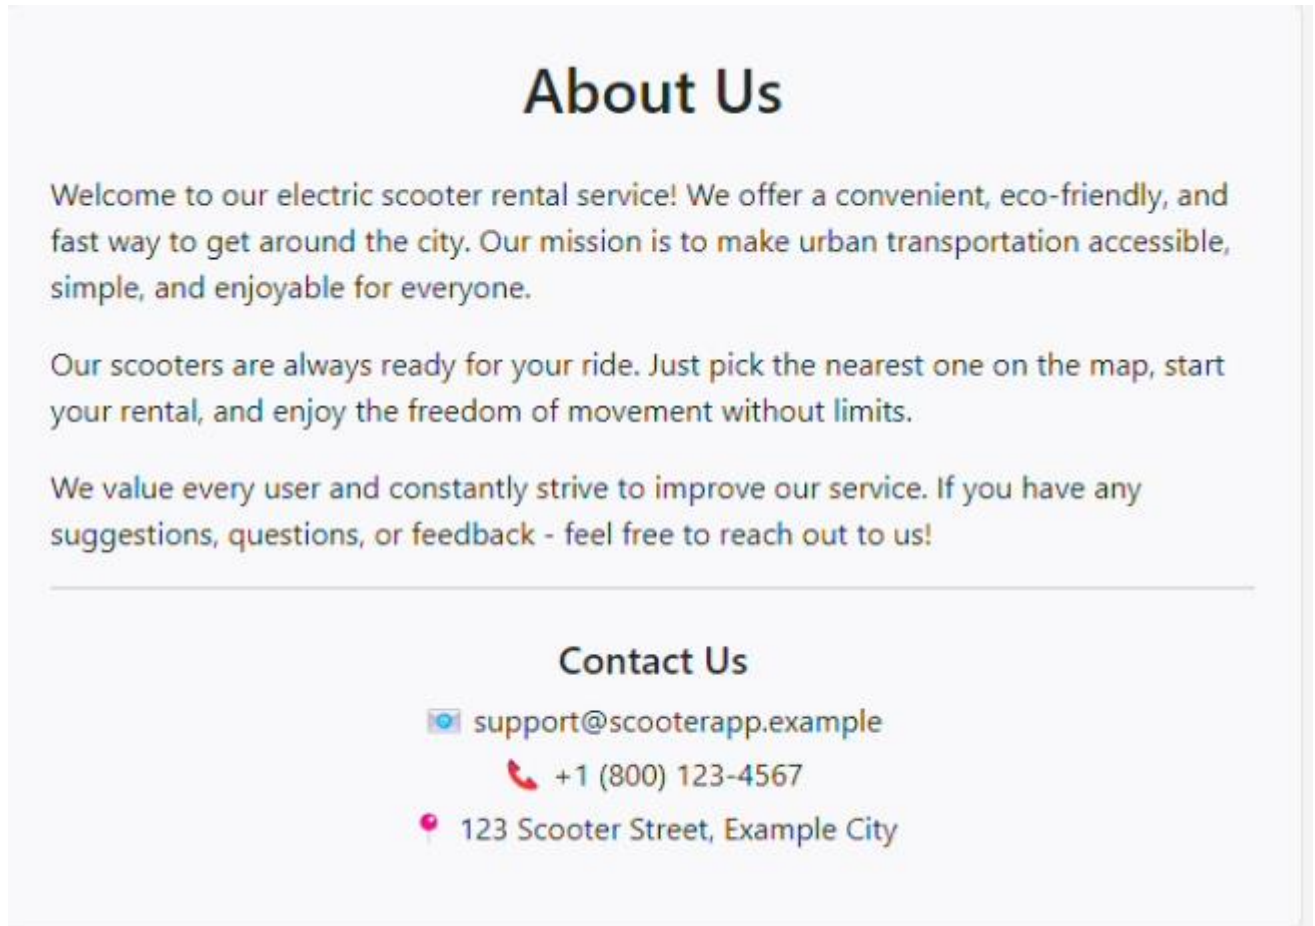 About Us
Welcome to our electric scooter rental service! We offer a convenient, eco-friendly, and
fast way to get around the city. Our mission is to make urban transportation accessible,
simple, and enjoyable for everyone.
Our scooters are always ready for your ride. Just pick the nearest one on the map, start
your rental, and enjoy the freedom of movement without limits.
We value every user and constantly strive to improve our service. If you have any
suggestions, questions, or feedback - feel free to reach out to us!
Contact Us
support@scooterapp.example
+1 (800) 123-4567
123 Scooter Street, Example City